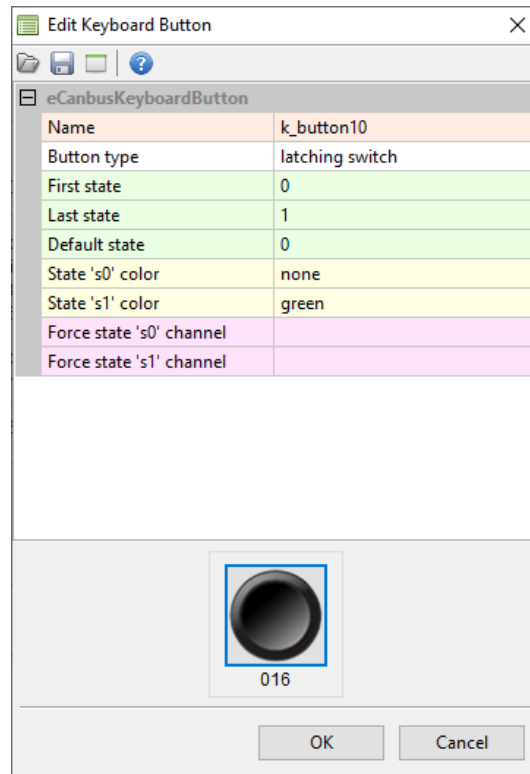 Edit Keyboard Button
eCanbusKeyboardButton
Name k_button10
Button type latching switch
First state 0
Last state 1
Default state 0
State 's0' color none
State 's1' color green
Force state 's0' channel
Force state 's1' channel
016
OK Cancel